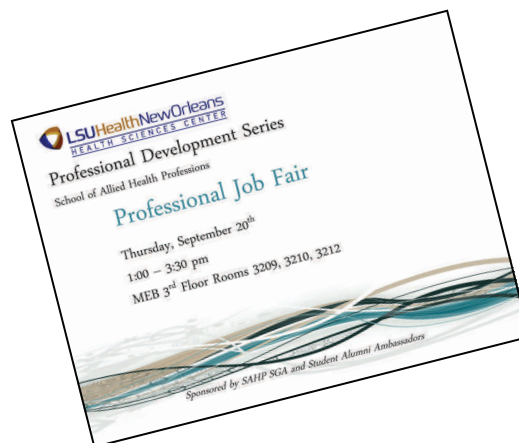 LSUHealthNewOrleans
HEALTH SCIENCES CENTER
Professional Development Series
School of Allied Health Professions
Professional Job Fair
Thursday, September 20th
1:00 – 3:30 pm
MEB 3rd Floor Rooms 3209, 3210, 3212
Sponsored by SAHP SGA and Student Alumni Ambassadors